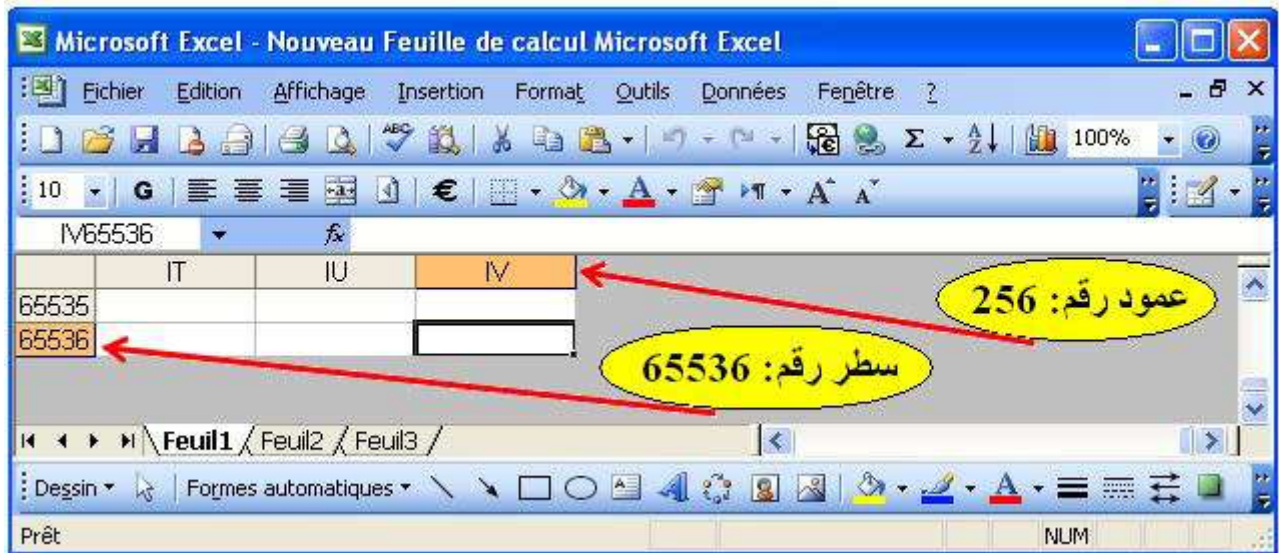 Microsoft Excel - Nouveau Feuille de calcul Microsoft Excel
Fichier Edition Affichage Insertion Format Outils Données Fenêtre ?
ABC Σ A Z 100%
10 G € A ¶ A A
IV65536 fx
IT IU IV
65535
65536
عمود رقم: 256
سطر رقم: 65536
Feuil1 Feuil2 Feuil3
Dessin Formes automatiques A A A
Prêt NUM